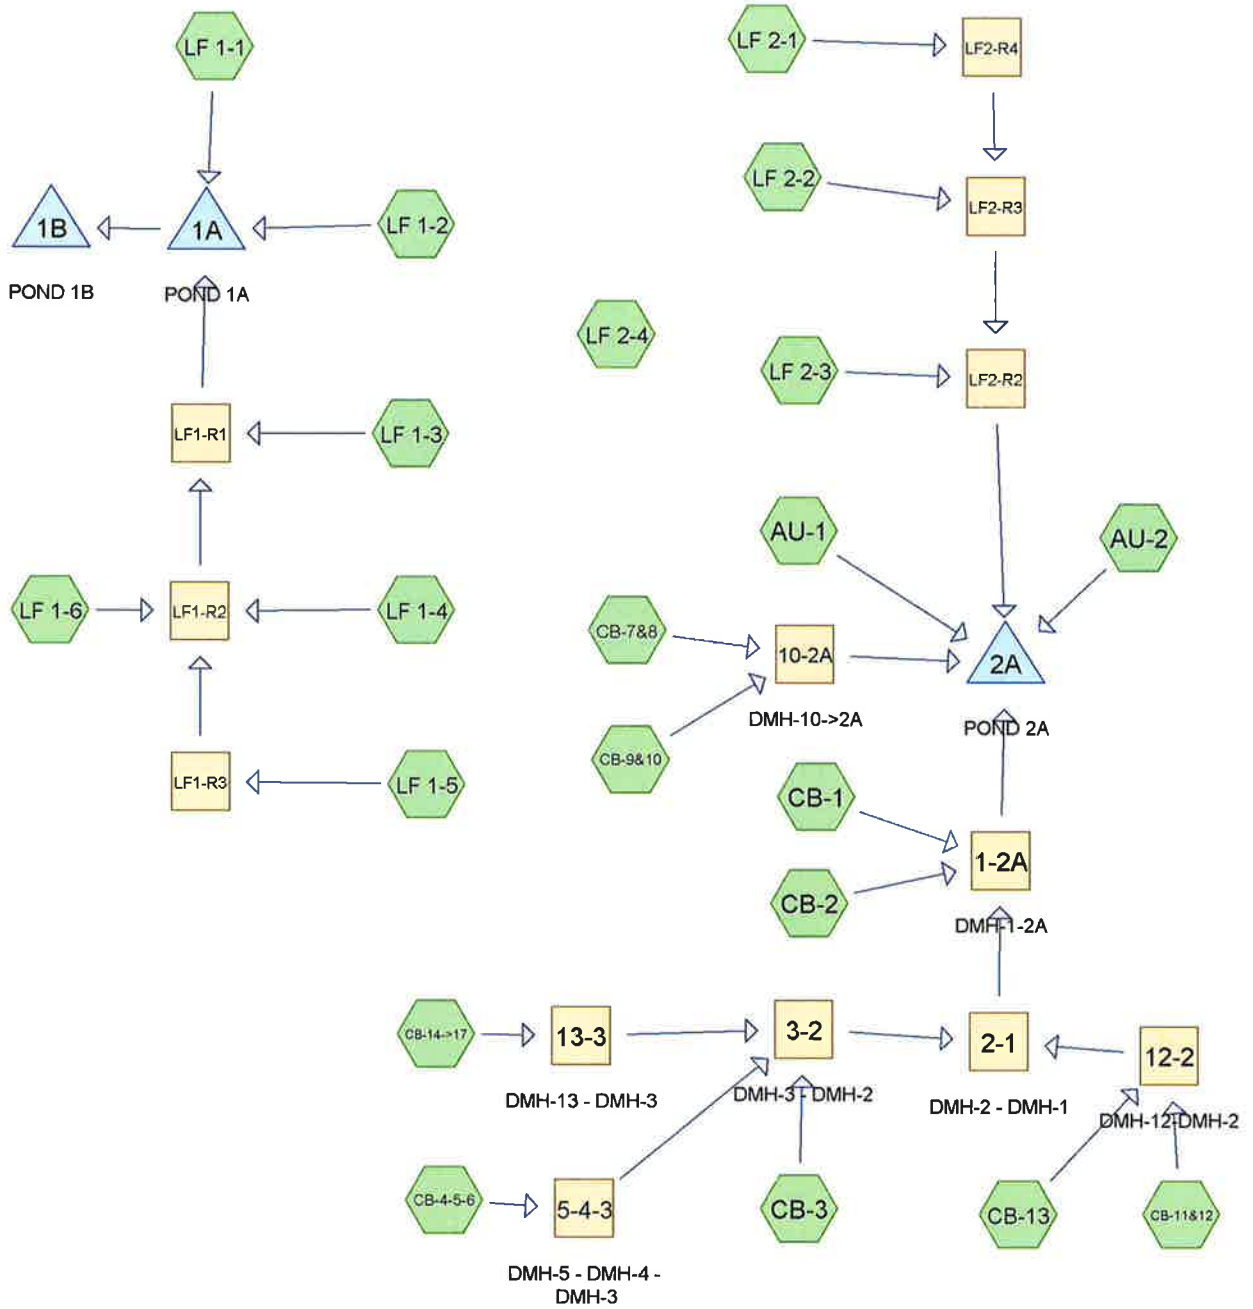 LF 1-1
LF 2-1
LF2-R4
LF 2-2
LF2-R3
1B
1A
LF 1-2
POND 1B
POND 1A
LF 2-4
LF 2-3
LF2-R2
LF1-R1
LF 1-3
AU-1
AU-2
LF 1-6
LF1-R2
LF 1-4
CB-7&8
10-2A
2A
DMH-10->2A
POND 2A
CB-9&10
LF1-R3
LF 1-5
CB-1
1-2A
CB-2
DMH-1-2A
CB-14->17
13-3
3-2
2-1
12-2
DMH-13 - DMH-3
DMH-3 - DMH-2
DMH-2 - DMH-1
DMH-12-DMH-2
CB-4-5-6
5-4-3
CB-3
CB-13
CB-11&12
DMH-5 - DMH-4 -
DMH-3